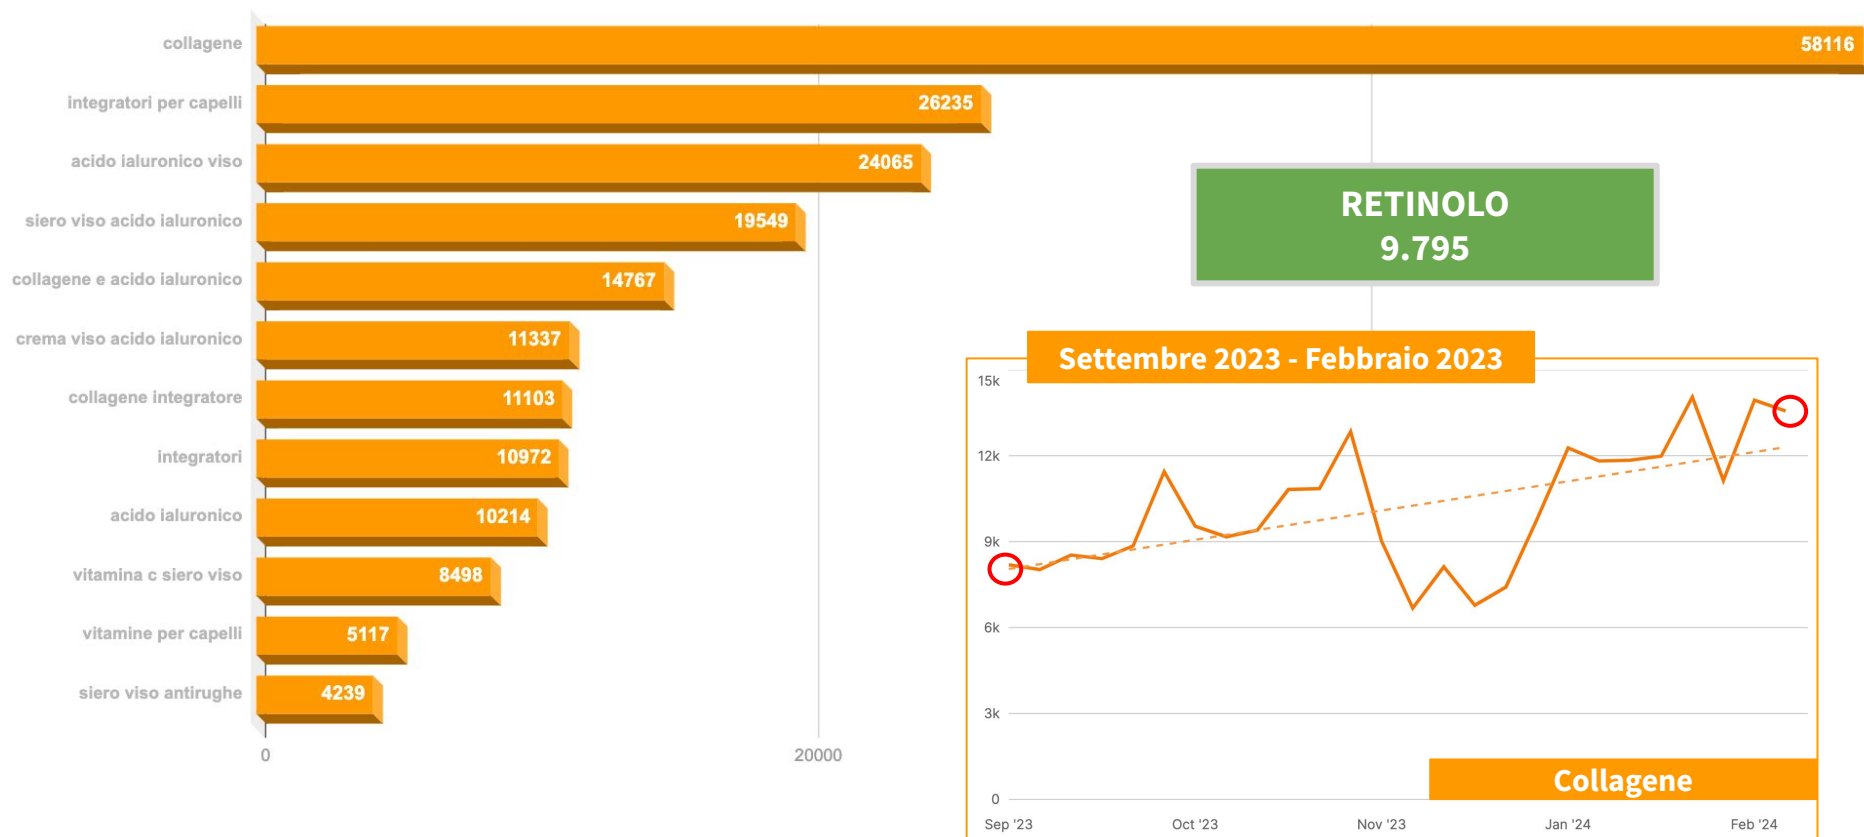 collagene 58116
integratori per capelli 26235
acido ialuronico viso 24065
siero viso acido ialuronico 19549
collagene e acido ialuronico 14767
crema viso acido ialuronico 11337
collagene integratore 11103
integratori 10972
acido ialuronico 10214
vitamina c siero viso 8498
vitamine per capelli 5117
siero viso antirughe 4239
0 20000
RETINOLO
9.795
Settembre 2023 - Febbraio 2023
15k
12k
9k
6k
3k
0
Collagene
Sep '23 Oct '23 Nov '23 Jan '24 Feb '24